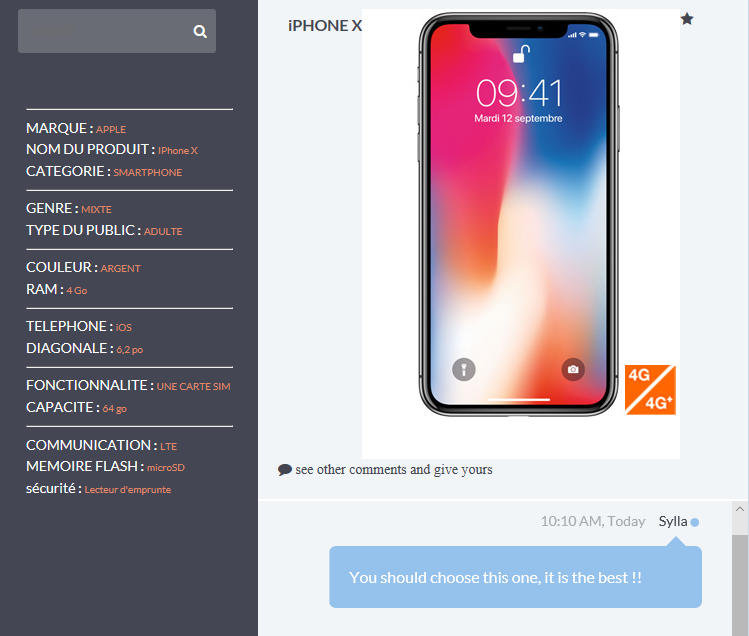 MARQUE : APPLE
NOM DU PRODUIT : IPhone X
CATEGORIE : SMARTPHONE
GENRE : MIXTE
TYPE DU PUBLIC : ADULTE
COULEUR : ARGENT
RAM : 4 Go
TELEPHONE : iOS
DIAGONALE : 6,2 po
FONCTIONNALITE : UNE CARTE SIM
CAPACITE : 64 go
COMMUNICATION : LTE
MEMOIRE FLASH : microSD
sécurité : Lecteur d'emprunte
iPHONE X
09:41
Mardi 12 septembre
4G
4G+
see other comments and give yours
10:10 AM, Today Sylla
You should choose this one, it is the best !!